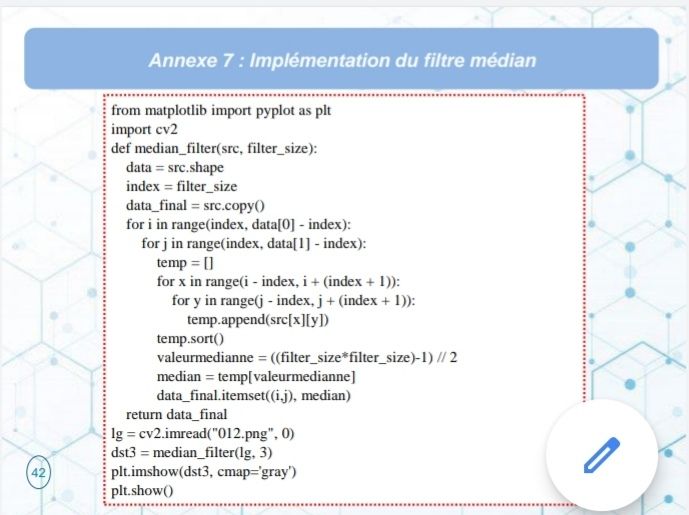 Annexe 7 : Implémentation du filtre médian
from matplotlib import pyplot as plt
import cv2
def median_filter(src, filter_size):
    data = src.shape
    index = filter_size
    data_final = src.copy()
    for i in range(index, data[0] - index):
        for j in range(index, data[1] - index):
            temp = []
            for x in range(i - index, i + (index + 1)):
                for y in range(j - index, j + (index + 1)):
                    temp.append(src[x][y])
            temp.sort()
            valeurmedianne = ((filter_size*filter_size)-1) // 2
            median = temp[valeurmedianne]
            data_final.itemset((i,j), median)
    return data_final
lg = cv2.imread("012.png", 0)
dst3 = median_filter(lg, 3)
plt.imshow(dst3, cmap='gray')
plt.show()
42